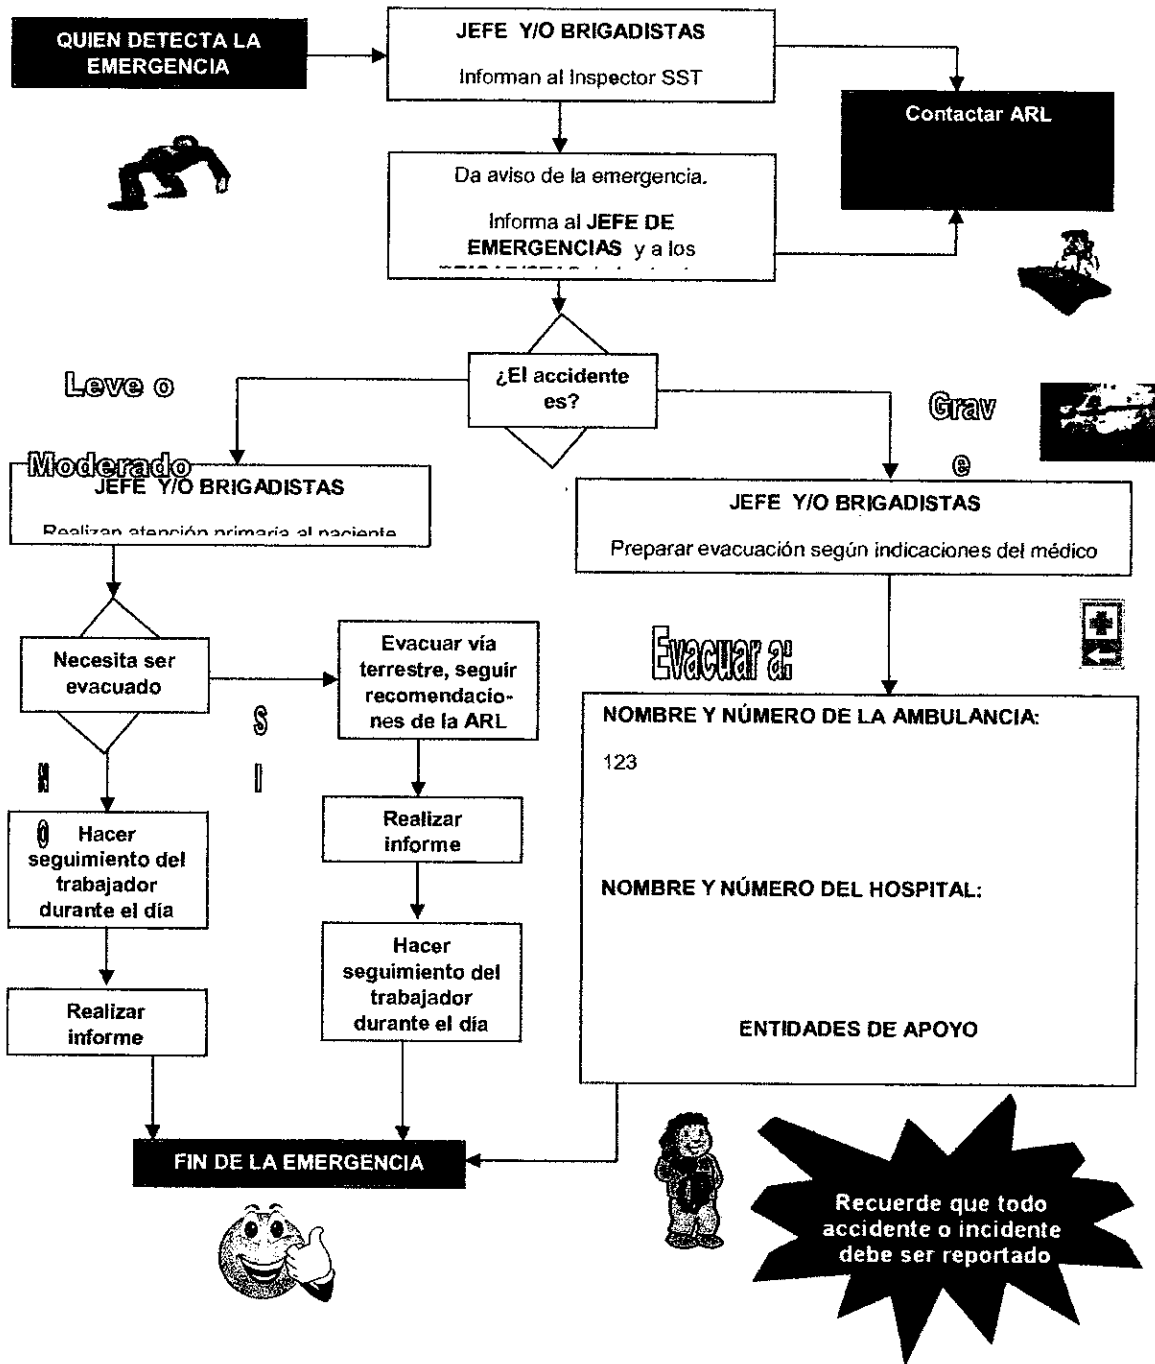 QUIEN DETECTA LA
EMERGENCIA
JEFE Y/O BRIGADISTAS
Informan al Inspector SST
Contactar ARL
Da aviso de la emergencia.
Informa al JEFE DE
EMERGENCIAS y a los
¿El accidente
es?
Leve o
Moderado
Grav
e
JEFE Y/O BRIGADISTAS
Realizan atención primaria al paciente
JEFE Y/O BRIGADISTAS
Preparar evacuación según indicaciones del médico
Necesita ser
evacuado
S
I
N
O
Evacuar vía
terrestre, seguir
recomendacio-
nes de la ARL
Evacuar a:
NOMBRE Y NÚMERO DE LA AMBULANCIA:
123
NOMBRE Y NÚMERO DEL HOSPITAL:
ENTIDADES DE APOYO
Hacer
seguimiento del
trabajador
durante el día
Realizar
informe
Realizar
informe
Hacer
seguimiento del
trabajador
durante el día
FIN DE LA EMERGENCIA
Recuerde que todo
accidente o incidente
debe ser reportado